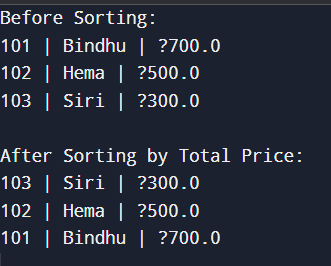 Before Sorting:
101 | Bindhu | ?700.0
102 | Hema | ?500.0
103 | Siri | ?300.0

After Sorting by Total Price:
103 | Siri | ?300.0
102 | Hema | ?500.0
101 | Bindhu | ?700.0